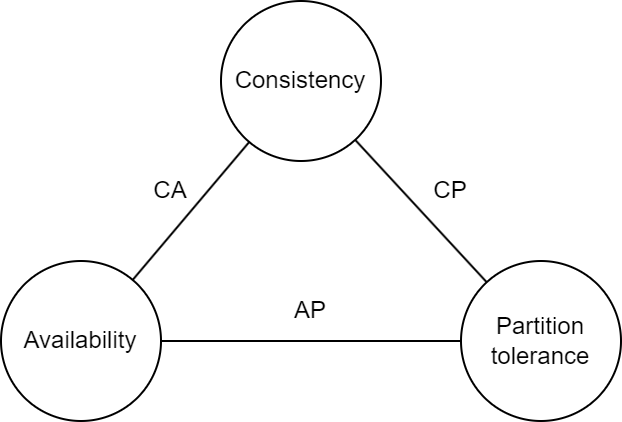 Consistency
CA
CP
AP
Availability
Partition
tolerance